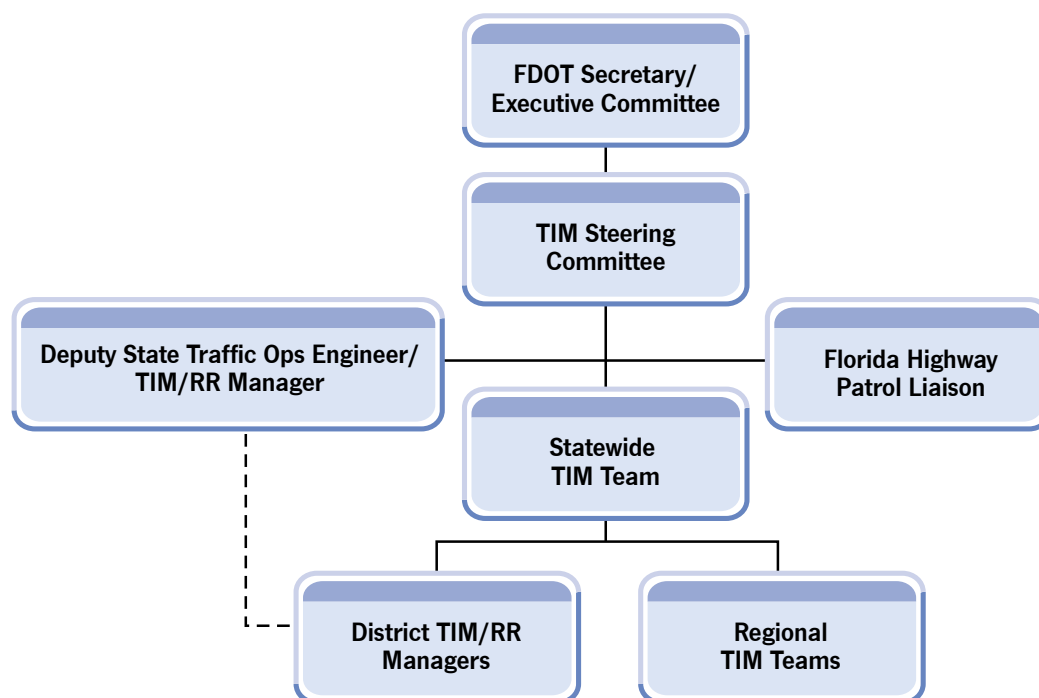 FDOT Secretary/
Executive Committee
TIM Steering
Committee
Deputy State Traffic Ops Engineer/
TIM/RR Manager
Florida Highway
Patrol Liaison
Statewide
TIM Team
District TIM/RR
Managers
Regional
TIM Teams